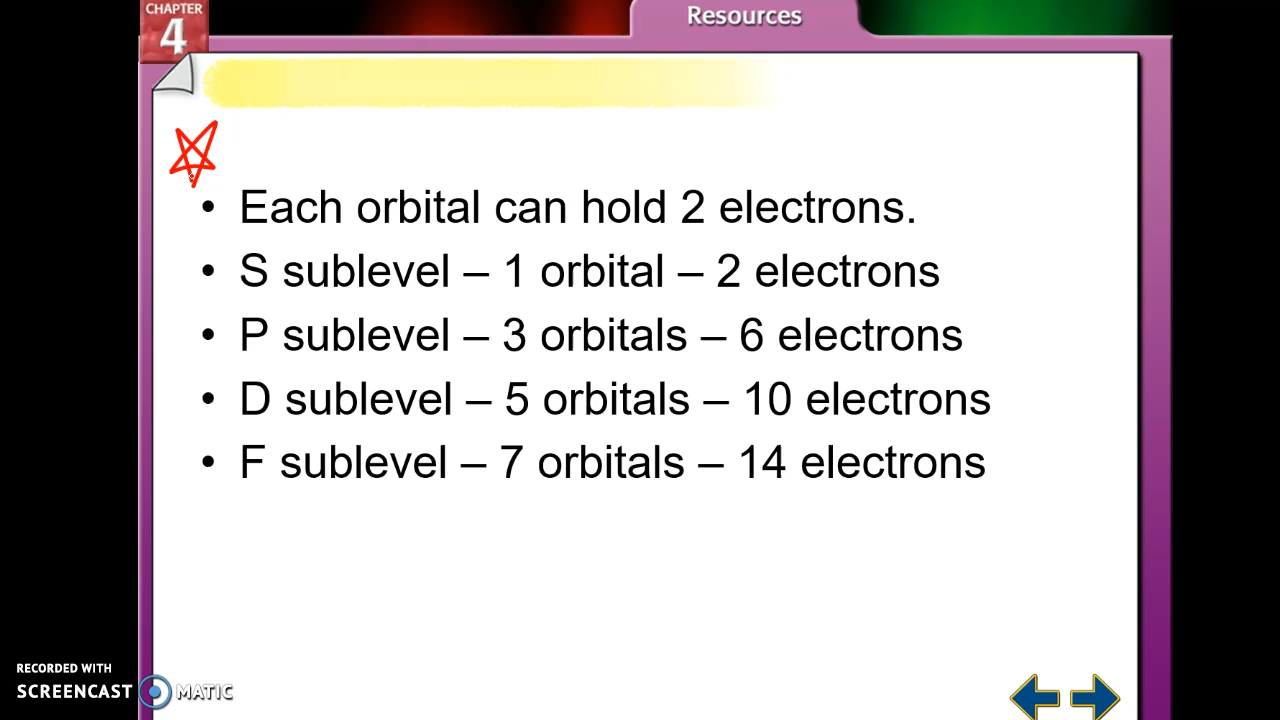 CHAPTER
4
Resources
• Each orbital can hold 2 electrons.
• S sublevel – 1 orbital – 2 electrons
• P sublevel – 3 orbitals – 6 electrons
• D sublevel – 5 orbitals – 10 electrons
• F sublevel – 7 orbitals – 14 electrons
RECORDED WITH
SCREENCAST MATIC